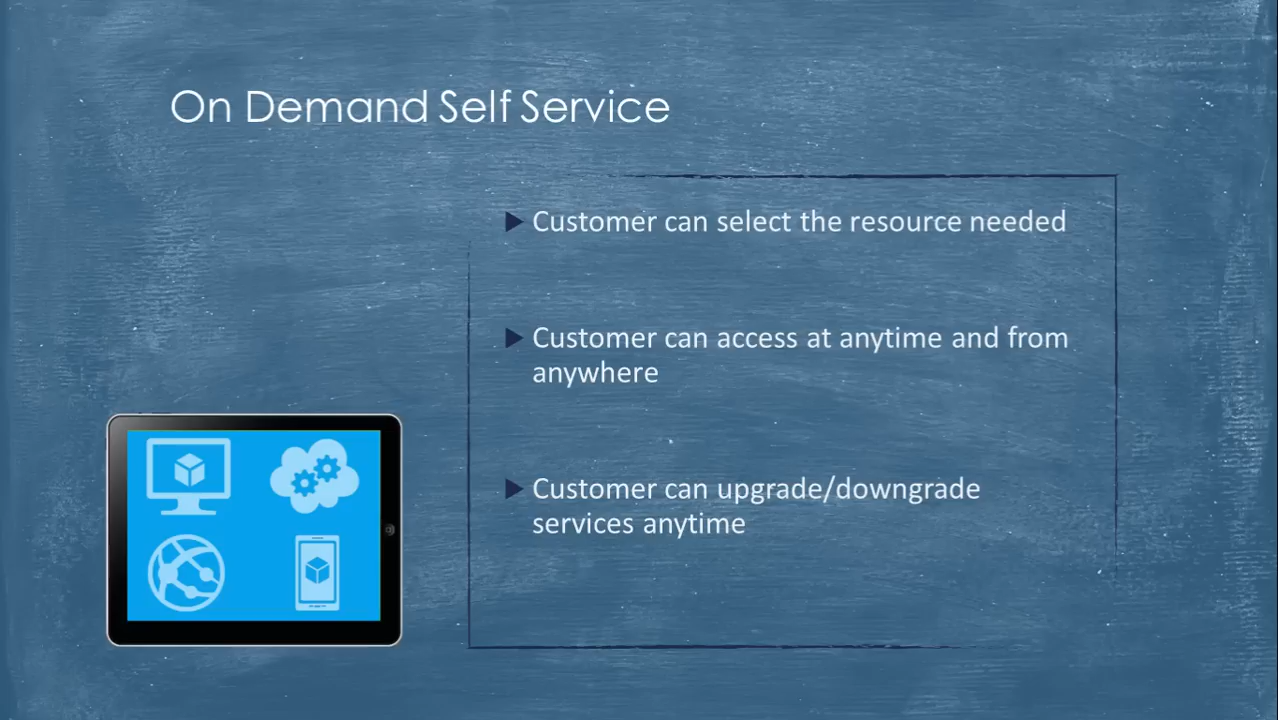 On Demand Self Service
Customer can select the resource needed
Customer can access at anytime and from
anywhere
Customer can upgrade/downgrade
services anytime